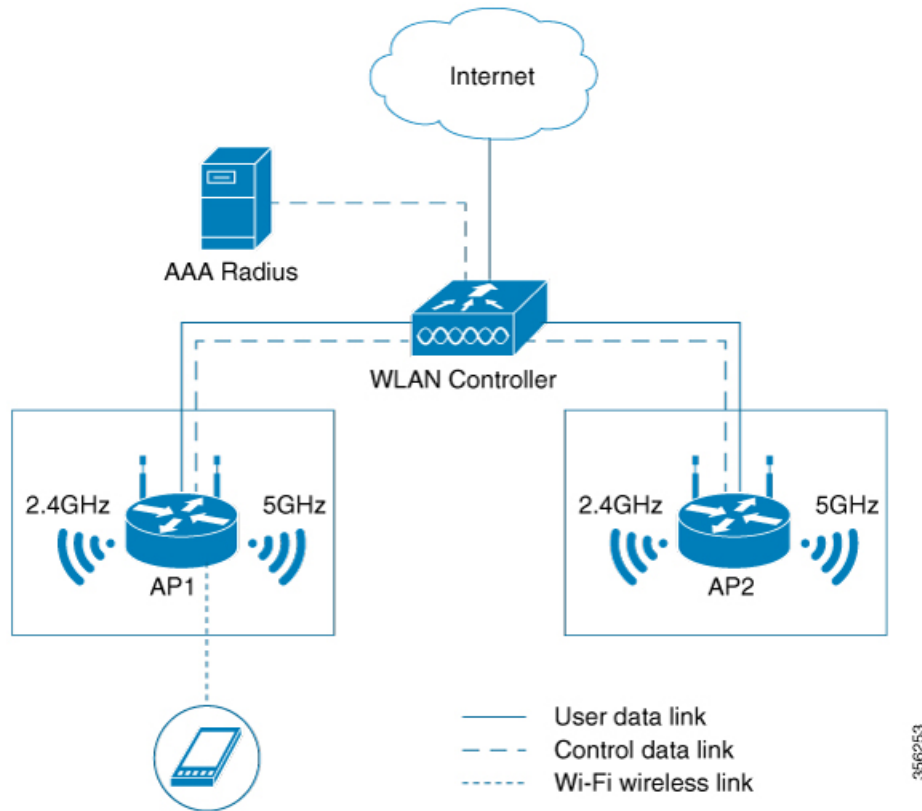 Internet
AAA Radius
WLAN Controller
2.4GHz
5GHz
AP1
2.4GHz
5GHz
AP2
User data link
Control data link
Wi-Fi wireless link
356253